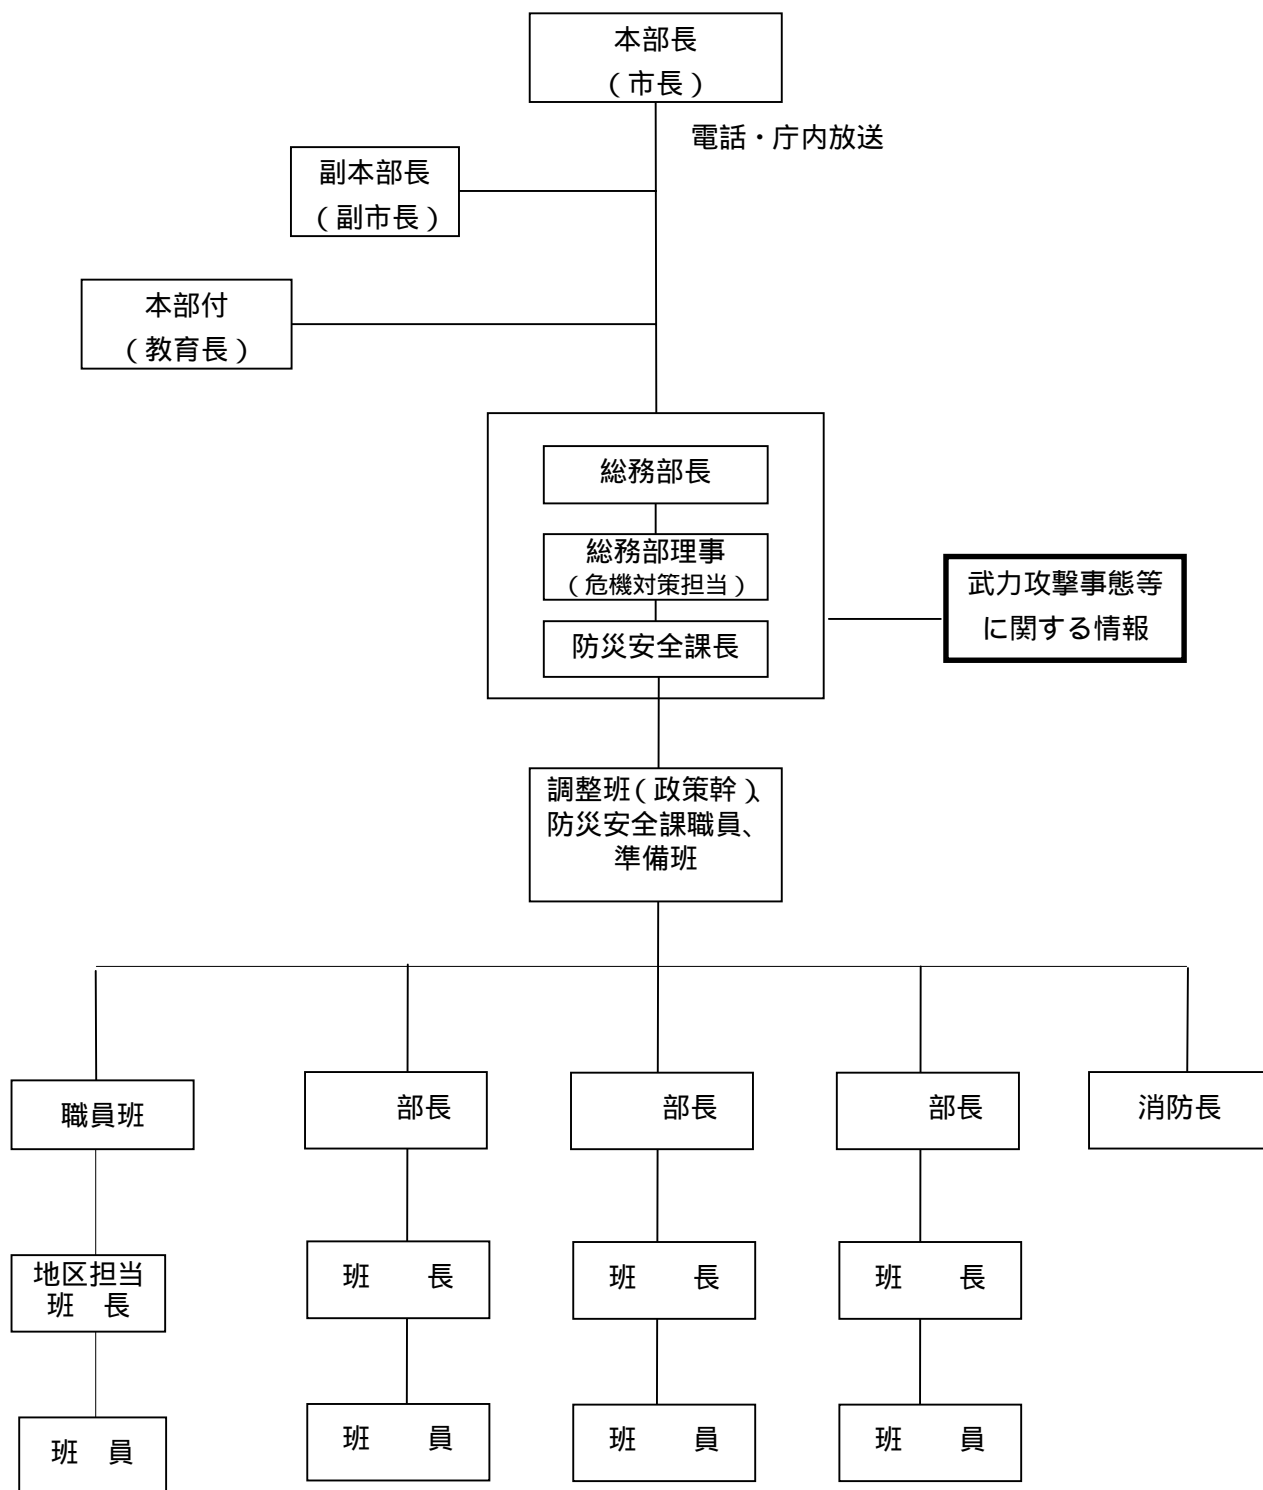 本部長
（市長）
電話・庁内放送
副本部長
（副市長）
本部付
（教育長）
総務部長
総務部理事
（危機対策担当）
防災安全課長
武力攻撃事態等
に関する情報
調整班（政策幹）、
防災安全課職員、
準備班
職員班
部長
部長
部長
消防長
地区担当
班　長
班　　長
班　　長
班　　長
班　員
班　　員
班　　員
班　　員